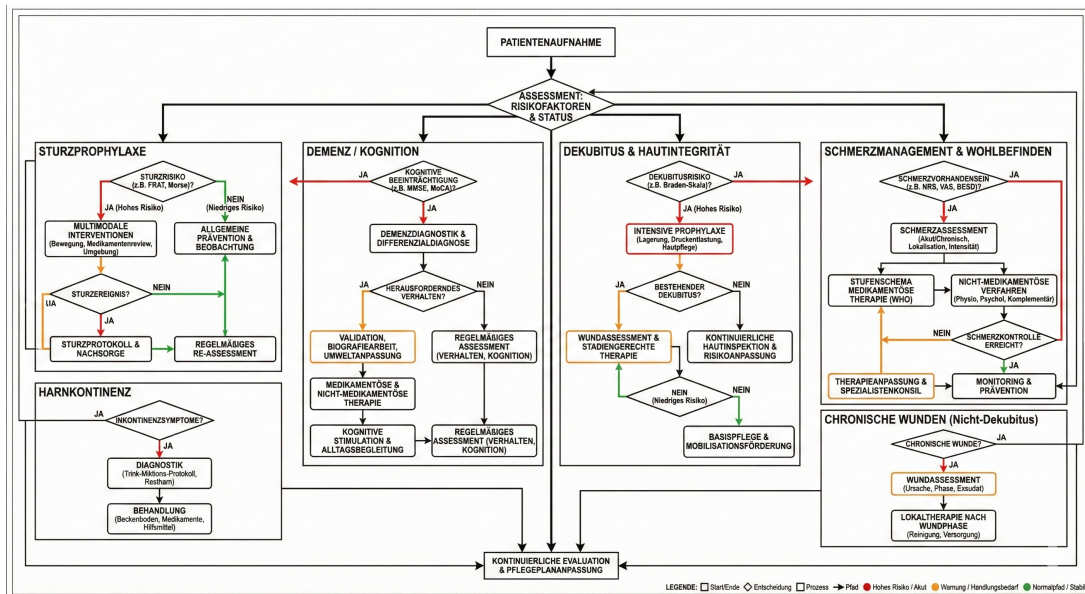 PATIENTENAUFNAHME
ASSESSMENT:
RISIKOFAKTOREN
& STATUS
STURZPROPHYLAXE
STURZRISIKO
(z.B. FRAT, Morse)?
JA (Hohes Risiko)
NEIN
(Niedriges Risiko)
MULTIMODALE
INTERVENTIONEN
(Bewegung, Medikamentenreview,
Umgebung)
ALLGEMEINE
PRÄVENTION &
BEOBACHTUNG
STURZEREIGNIS?
NEIN
JA
JA
STURZPROTOKOLL &
NACHSORGE
REGELMÄßIGES
RE-ASSESSMENT
HARNKONTINENZ
JA
INKONTINENZSYMPTOME?
JA
DIAGNOSTIK
(Trink-Miktions-Protokoll,
Restharn)
BEHANDLUNG
(Beckenboden, Medikamente,
Hilfsmittel)
DEMENZ / KOGNITION
JA
KOGNITIVE
BEEINTRÄCHTIGUNG
(z.B. MMSE, MoCA)?
JA
DEMENZDIAGNOSTIK &
DIFFERENZIALDIAGNOSE
JA
HERAUSFORDERNDES
VERHALTEN?
NEIN
VALIDATION,
BIOGRAFIEARBEIT,
UMWELTANPASSUNG
REGELMÄßIGES
ASSESSMENT
(VERHALTEN, KOGNITION)
MEDIKAMENTÖSE &
NICHT-MEDIKAMENTÖSE
THERAPIE
KOGNITIVE
STIMULATION &
ALLTAGSBEGLEITUNG
REGELMÄßIGES
ASSESSMENT (VERHALTEN,
KOGNITION)
DEKUBITUS & HAUTINTEGRITÄT
DEKUBITUSRISIKO
(z.B. Braden-Skala)?
JA
JA (Hohes Risiko)
INTENSIVE PROPHYLAXE
(Lagerung, Druckentlastung,
Hautpflege)
JA
BESTEHENDER
DEKUBITUS?
NEIN
WUNDASSESSMENT &
STADIENGERECHTE
THERAPIE
KONTINUIERLICHE
HAUTINSPEKTION &
RISIKOANPASSUNG
NEIN
(Niedriges Risiko)
NEIN
BASISPFLEGE &
MOBILISATIONSFÖRDERUNG
SCHMERZMANAGEMENT & WOHLBEFINDEN
SCHMERZVORHANDENSEIN
(z.B. NRS, VAS, BESD)?
JA
JA
SCHMERZASSESSMENT
(Akut/Chronisch,
Lokalisation, Intensität)
STUFENSCHEMA
MEDIKAMENTÖSE
THERAPIE (WHO)
NICHT-MEDIKAMENTÖSE
VERFAHREN
(Physio, Psychol, Komplementär)
NEIN
SCHMERZKONTROLLE
ERREICHT?
JA
THERAPIEANPASSUNG &
SPEZIALISTENKONSIL
MONITORING &
PRÄVENTION
CHRONISCHE WUNDEN (Nicht-Dekubitus)
CHRONISCHE WUNDE?
JA
JA
WUNDASSESSMENT
(Ursache, Phase, Exsudat)
LOKALTHERAPIE NACH
WUNDPHASE
(Reinigung, Versorgung)
KONTINUIERLICHE EVALUATION
& PFLEGEPLANANPASSUNG
LEGENDE: Start/Ende Entscheidung Prozess Pfad Hohes Risiko / Akut Warnung / Handlungsbedarf Normalpfad / Stabil